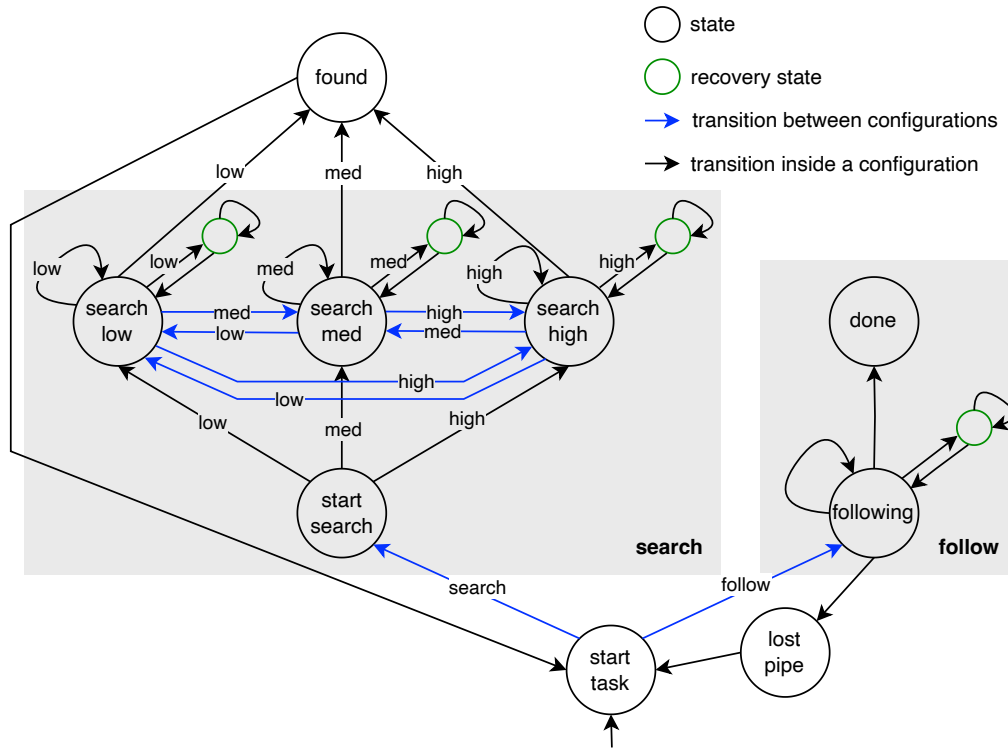 state
recovery state
transition between configurations
transition inside a configuration
found
low
med
high
low
low
med
med
high
high
search
low
search
med
search
high
med
low
high
med
high
low
low
med
high
start
search
search
done
following
follow
search
follow
start
task
lost
pipe